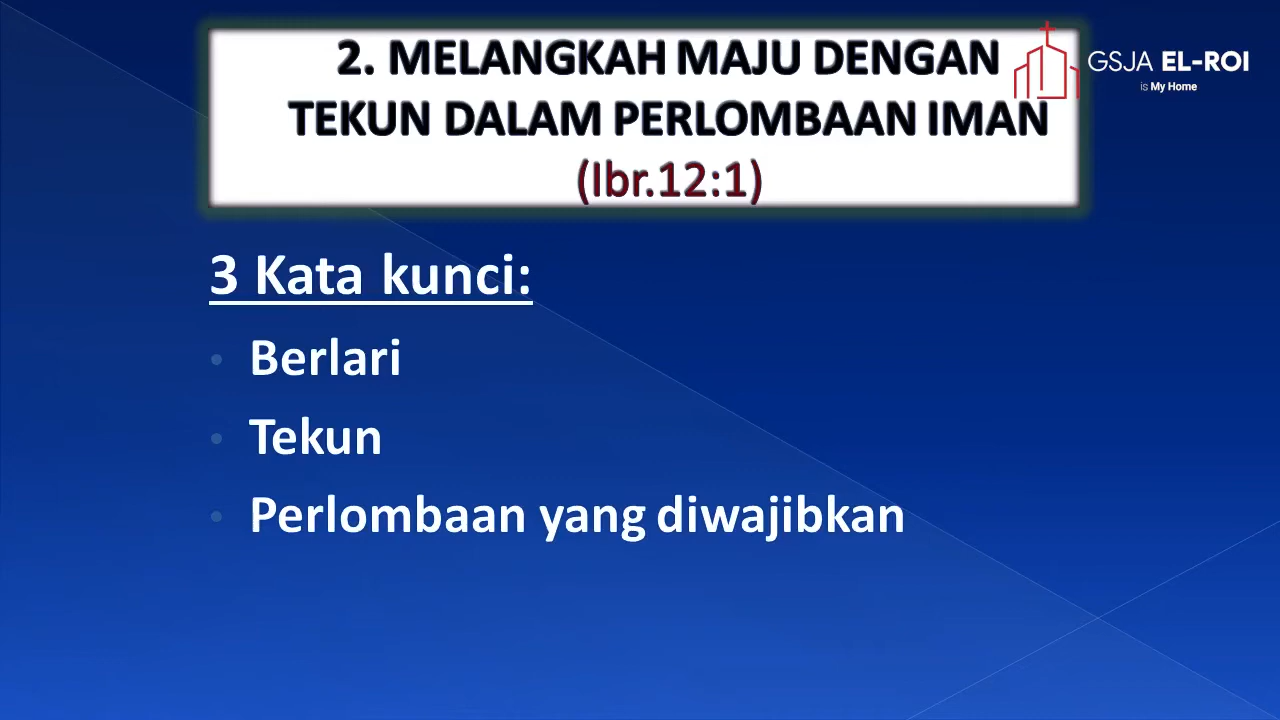 2. MELANGKAH MAJU DENGAN
TEKUN DALAM PERLOMBAAN IMAN
(Ibr.12:1)
GSJA EL-ROI
is My Home
3 Kata kunci:
• Berlari
• Tekun
• Perlombaan yang diwajibkan